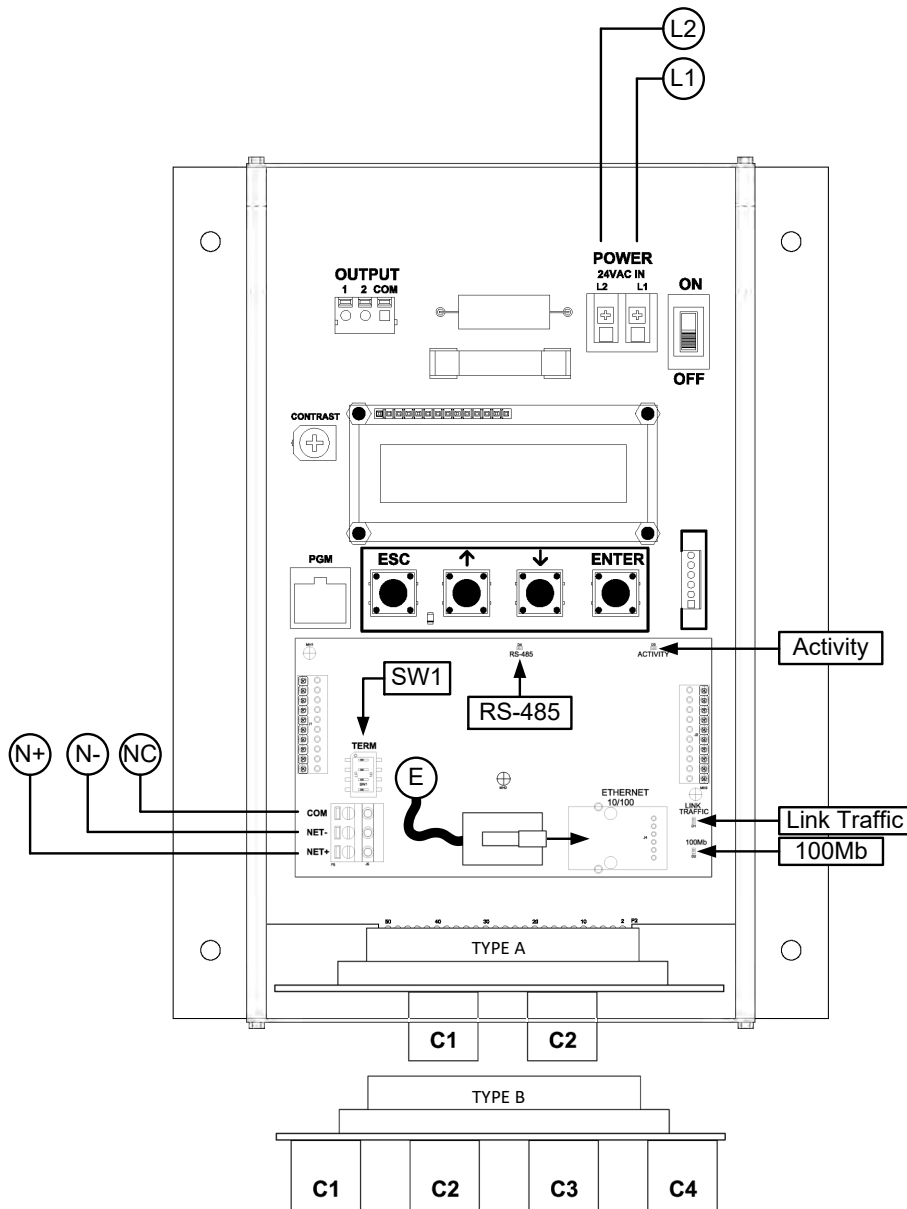 L2
L1
POWER
24VAC IN
L2 L1
ON
OFF
OUTPUT
1 2 COM
CONTRAST
PGM
ESC ↑ ↓ ENTER
RS-485
ACTIVITY
Activity
SW1
RS-485
TERM
SW1
N+ N- NC
E
ETHERNET
10/100
COM
NET-
NET+
LINK
TRAFFIC
Link Traffic
100Mb
100Mb
50 40 30 20 10 2 P2
TYPE A
C1 C2
TYPE B
C1 C2 C3 C4